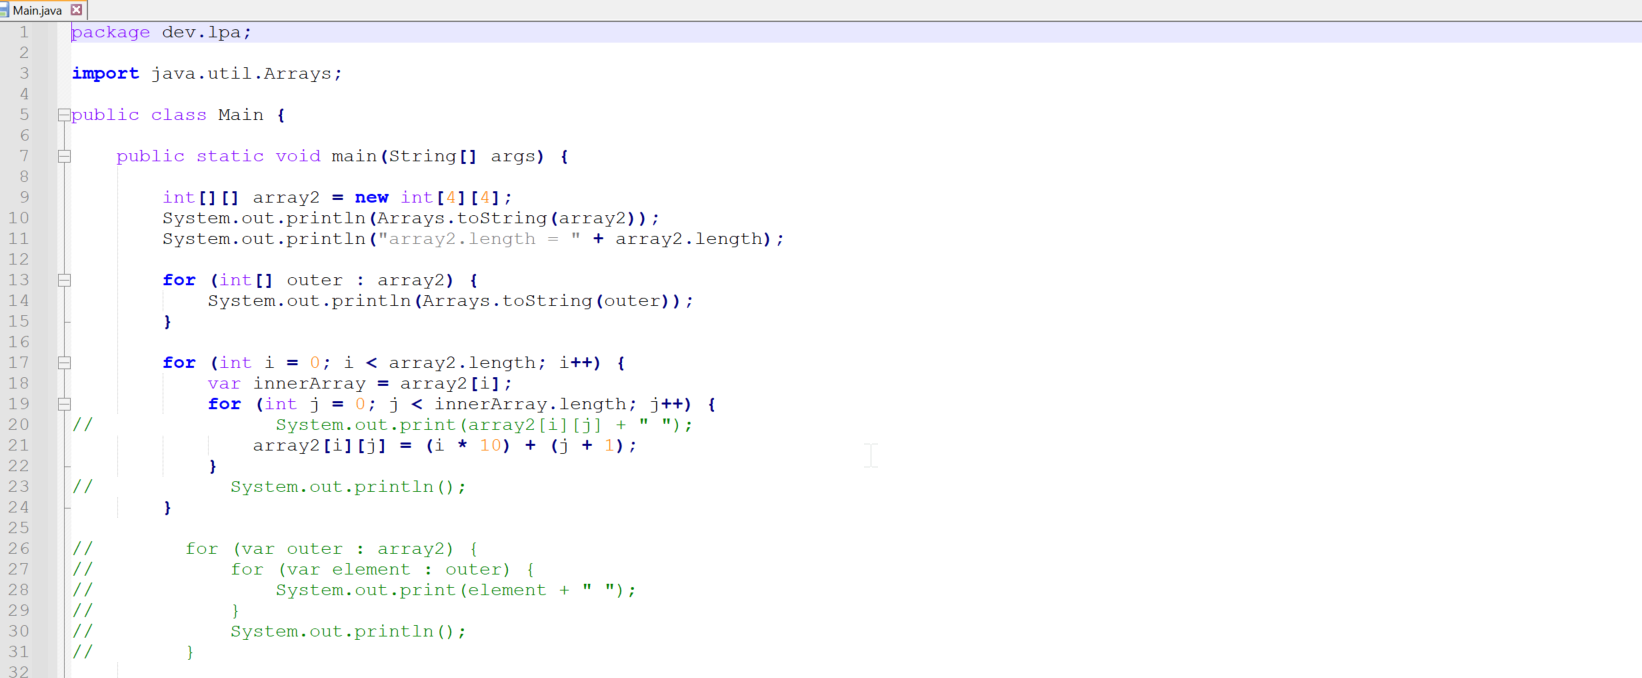 Main.java
1 package dev.lpa;
2
3 import java.util.Arrays;
4
5 public class Main {
6
7     public static void main(String[] args) {
8
9         int[][] array2 = new int[4][4];
10         System.out.println(Arrays.toString(array2));
11         System.out.println("array2.length = " + array2.length);
12
13         for (int[] outer : array2) {
14             System.out.println(Arrays.toString(outer));
15         }
16
17         for (int i = 0; i < array2.length; i++) {
18             var innerArray = array2[i];
19             for (int j = 0; j < innerArray.length; j++) {
20 //                System.out.print(array2[i][j] + " ");
21                 array2[i][j] = (i * 10) + (j + 1);
22             }
23 //            System.out.println();
24         }
25
26 //        for (var outer : array2) {
27 //            for (var element : outer) {
28 //                System.out.print(element + " ");
29 //            }
30 //            System.out.println();
31 //        }
32